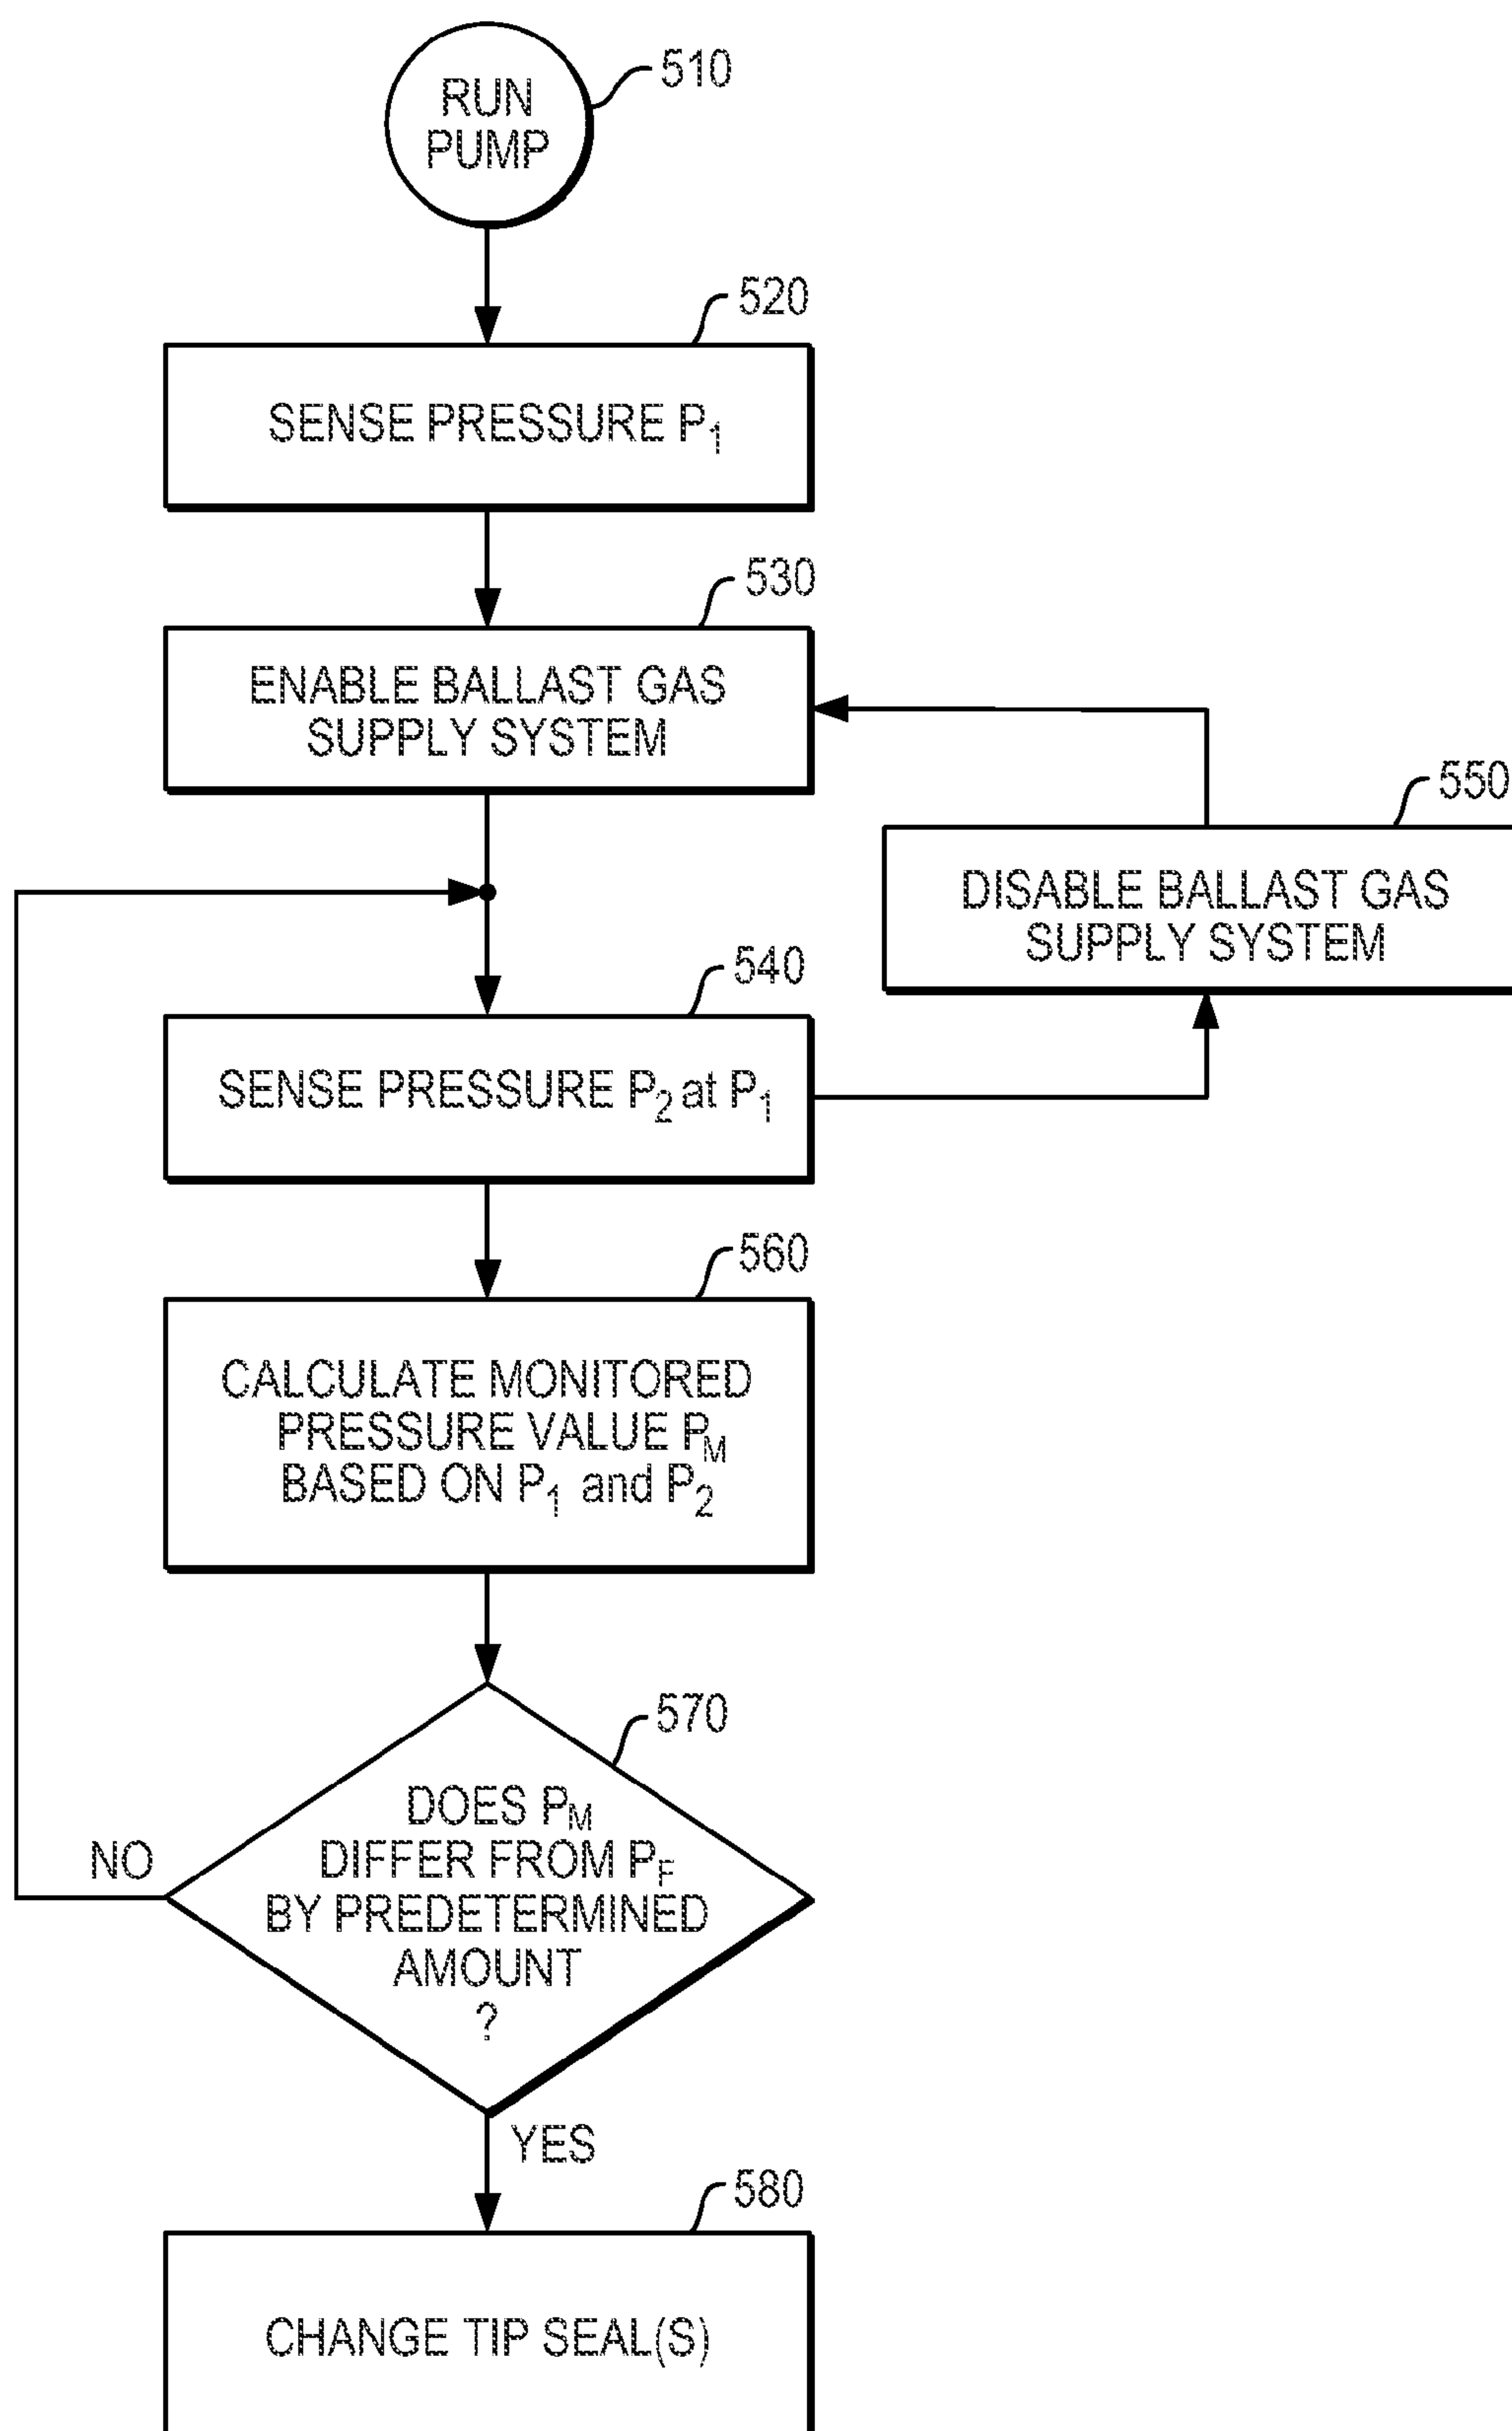 RUN
PUMP
510
520
SENSE PRESSURE P1
530
ENABLE BALLAST GAS
SUPPLY SYSTEM
550
DISABLE BALLAST GAS
SUPPLY SYSTEM
540
SENSE PRESSURE P2 at P1
560
CALCULATE MONITORED
PRESSURE VALUE PM
BASED ON P1 and P2
570
DOES PM
DIFFER FROM PF
BY PREDETERMINED
AMOUNT
?
NO
YES
580
CHANGE TIP SEAL(S)